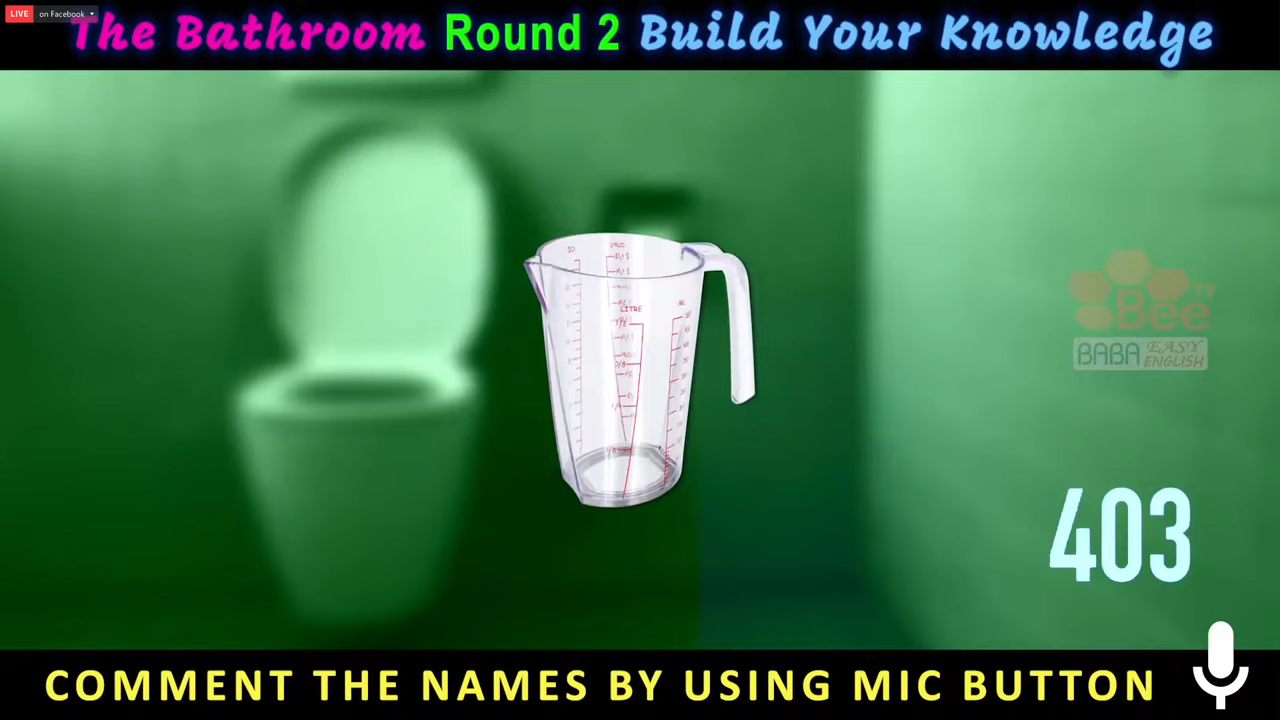 LIVE on Facebook
The Bathroom Round 2 Build Your Knowledge
LITRE
Bee TV
BABA EASY ENGLISH
403
COMMENT THE NAMES BY USING MIC BUTTON